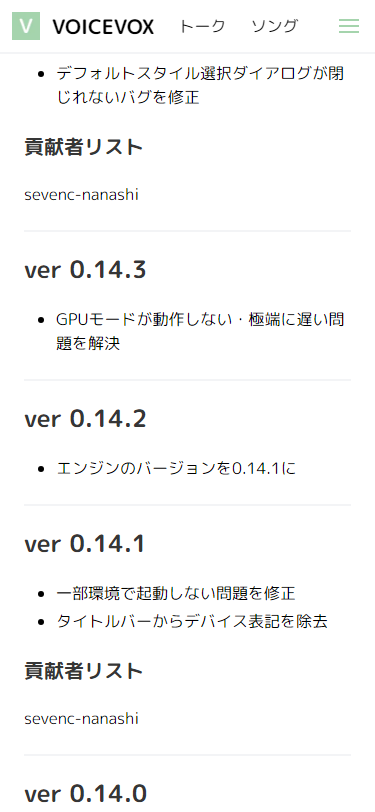 V VOICEVOX トーク ソング
デフォルトスタイル選択ダイアログが閉
じれないバグを修正
貢献者リスト
sevenc-nanashi
ver 0.14.3
GPUモードが動作しない・極端に遅い問
題を解決
ver 0.14.2
エンジンのバージョンを0.14.1に
ver 0.14.1
一部環境で起動しない問題を修正
タイトルバーからデバイス表記を除去
貢献者リスト
sevenc-nanashi
ver 0.14.0